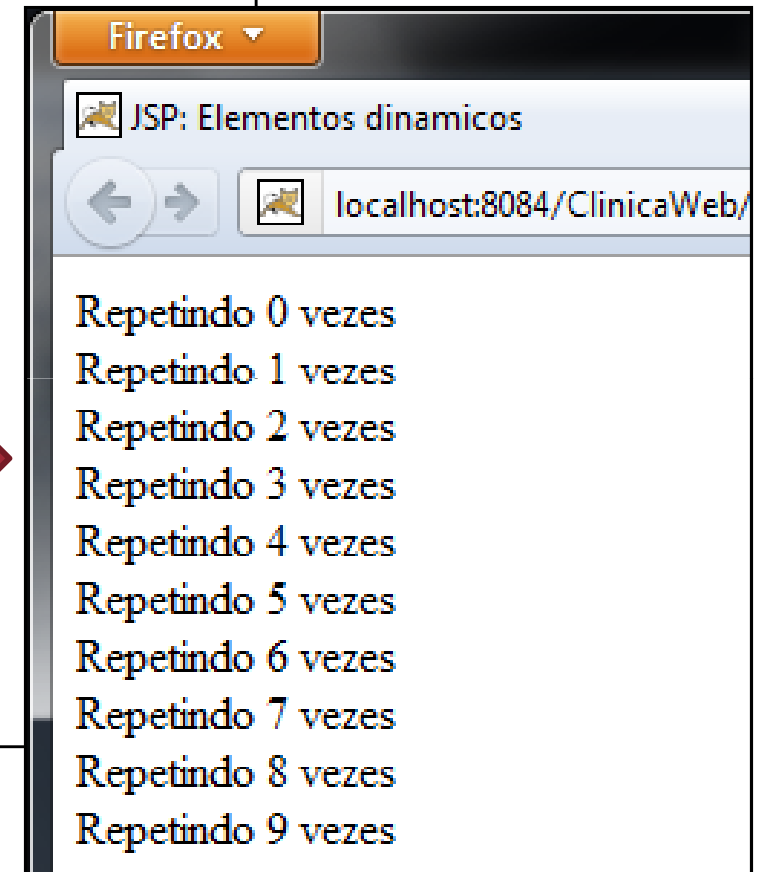 Firefox
JSP: Elementos dinamicos
localhost:8084/ClinicaWeb/
Repetindo 0 vezes
Repetindo 1 vezes
Repetindo 2 vezes
Repetindo 3 vezes
Repetindo 4 vezes
Repetindo 5 vezes
Repetindo 6 vezes
Repetindo 7 vezes
Repetindo 8 vezes
Repetindo 9 vezes